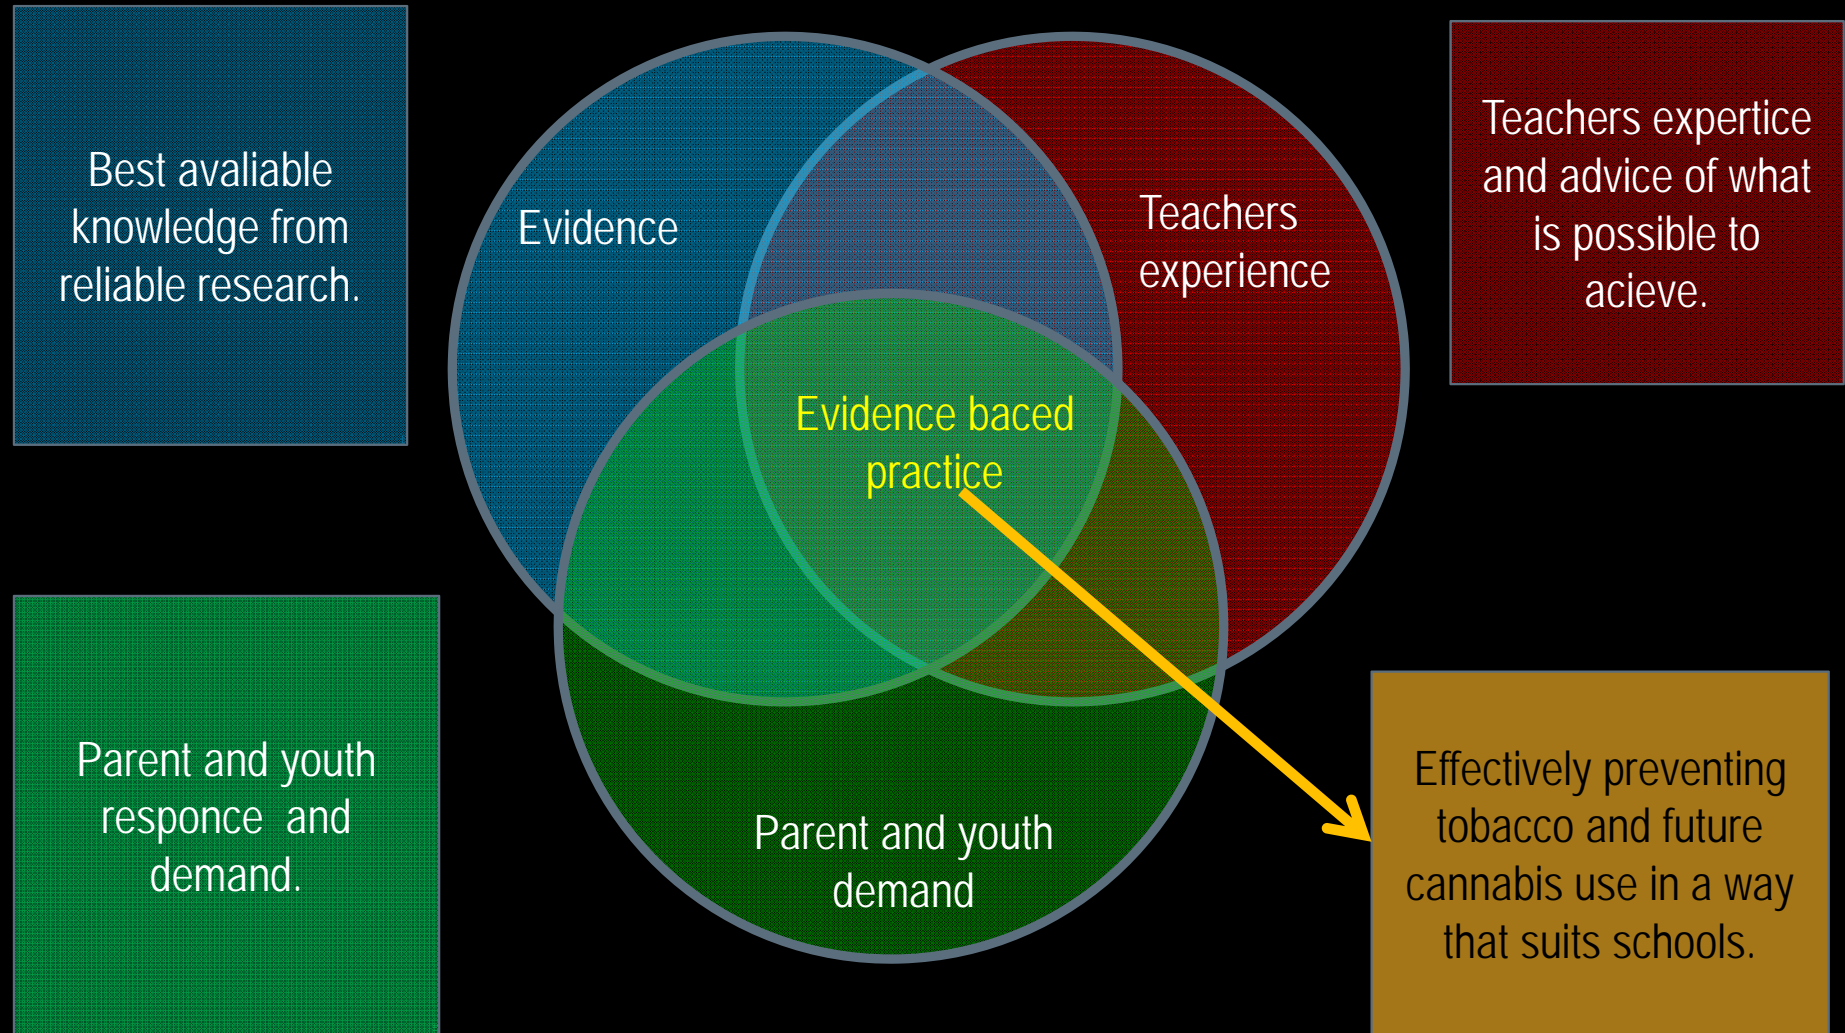 Best avaliable
knowledge from
reliable research.
Evidence
Teachers
experience
Teachers expertice
and advice of what
is possible to
acieve.
Evidence baced
practice
Parent and youth
responce  and
demand.
Parent and youth
demand
Effectively preventing
tobacco and future
cannabis use in a way
that suits schools.